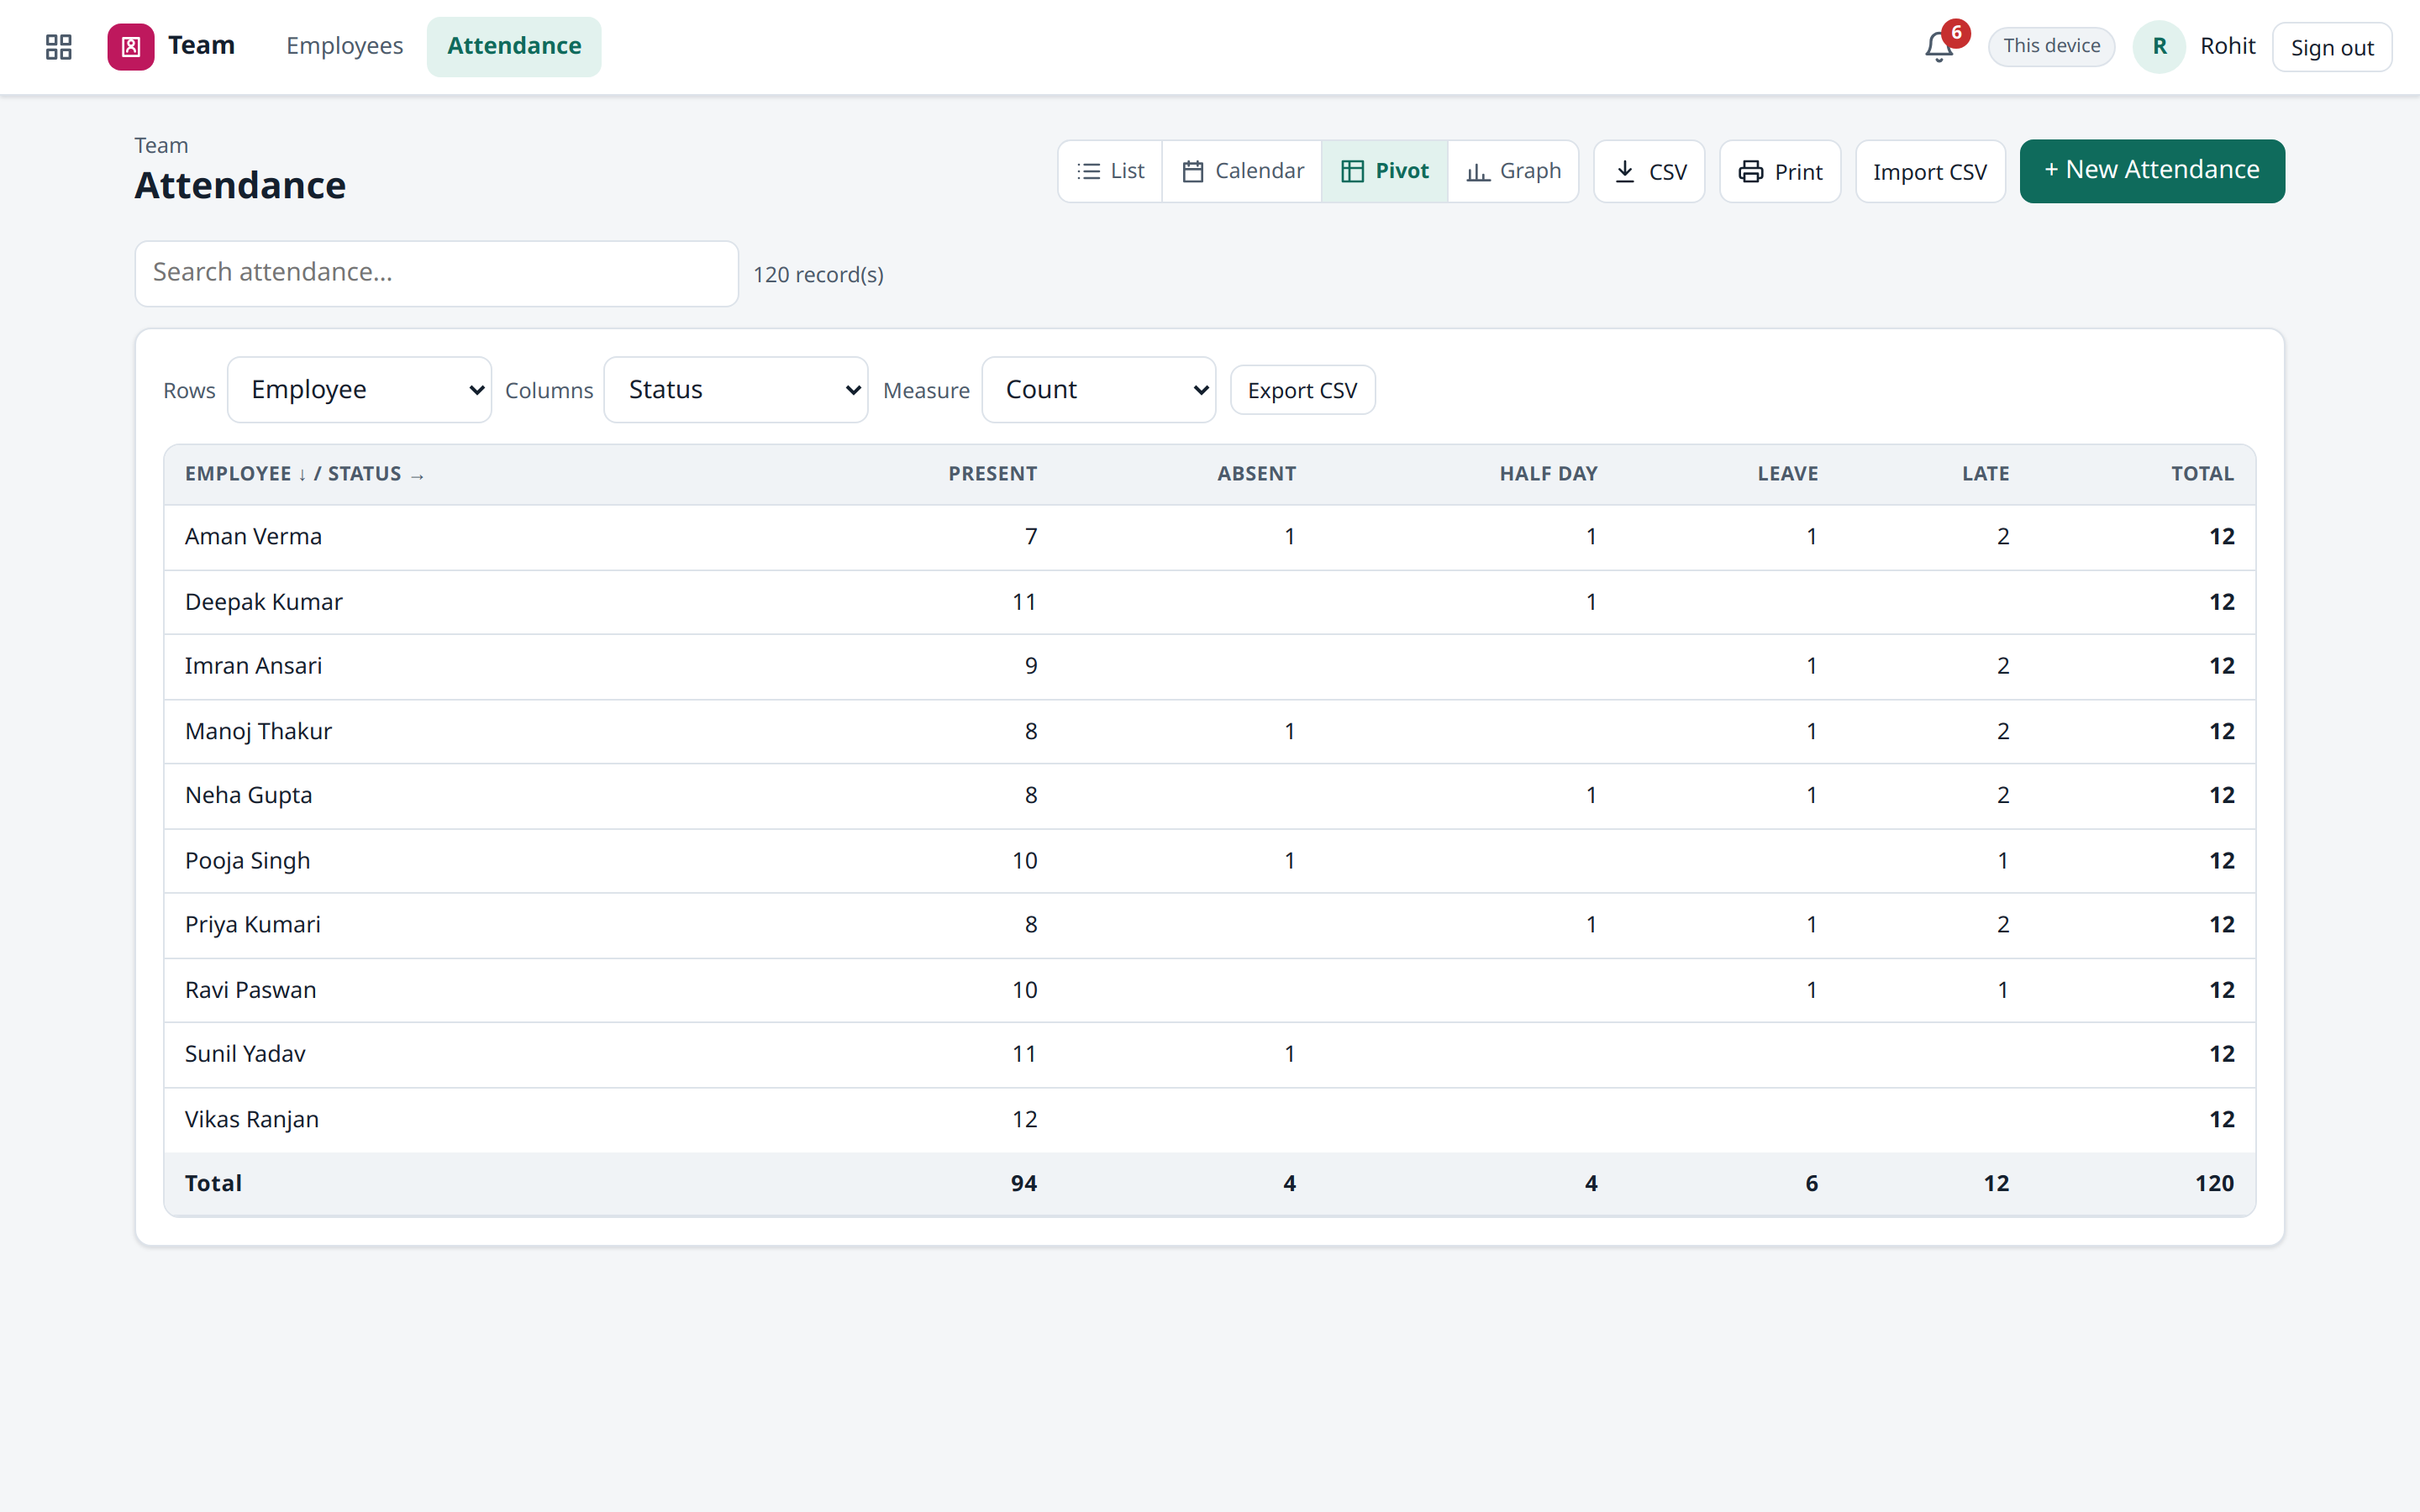 Team Employees Attendance 6 This device R Rohit Sign out
Team
Attendance
List Calendar Pivot Graph CSV Print Import CSV + New Attendance
Search attendance... 120 record(s)
Rows Employee Columns Status Measure Count Export CSV
EMPLOYEE ↓ / STATUS → PRESENT ABSENT HALF DAY LEAVE LATE TOTAL
Aman Verma 7 1 1 1 2 12
Deepak Kumar 11 1 12
Imran Ansari 9 1 2 12
Manoj Thakur 8 1 1 2 12
Neha Gupta 8 1 1 2 12
Pooja Singh 10 1 1 12
Priya Kumari 8 1 1 2 12
Ravi Paswan 10 1 1 12
Sunil Yadav 11 1 12
Vikas Ranjan 12 12
Total 94 4 4 6 12 120